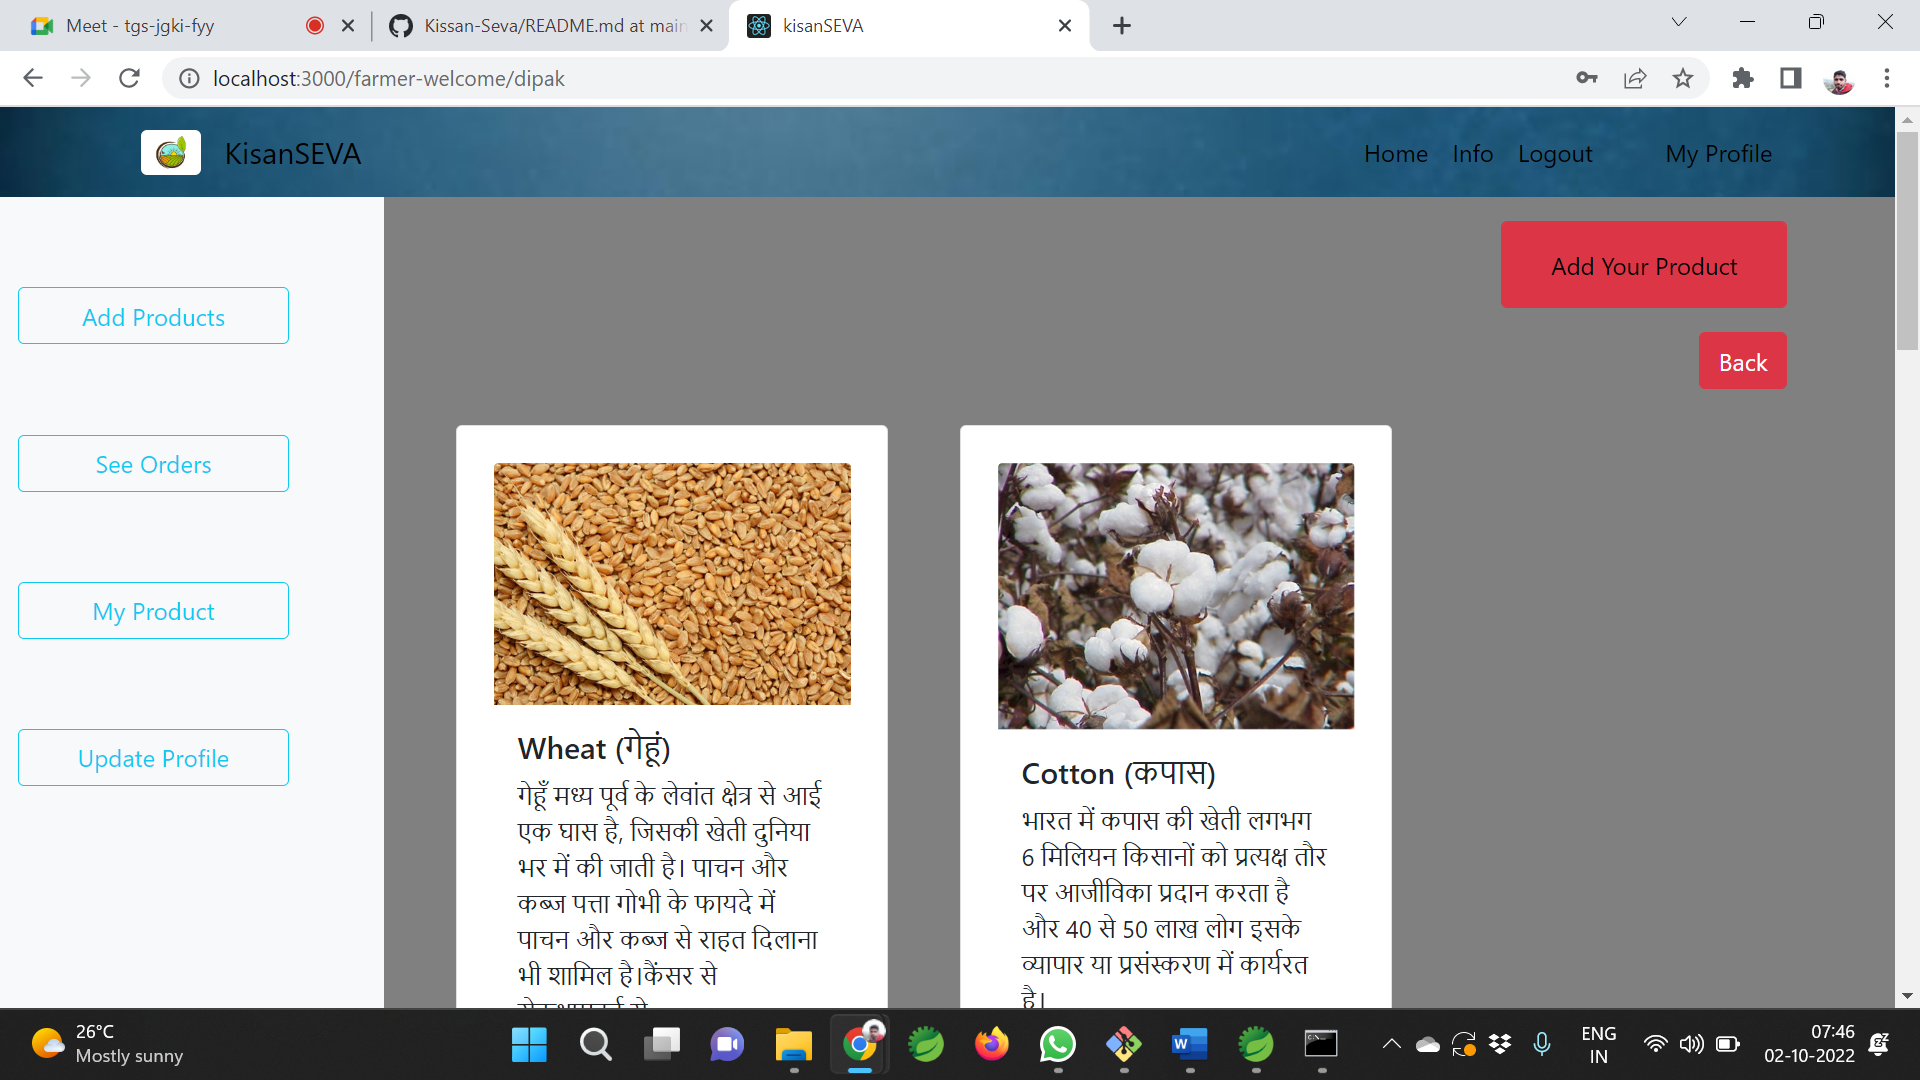 Meet - tgs-jgki-fyy
Kissan-Seva/README.md at main
kisanSEVA
localhost:3000/farmer-welcome/dipak
KisanSEVA
Home Info Logout My Profile
Add Your Product
Back
Add Products
See Orders
My Product
Update Profile
Wheat (गेहूं)
गेहूँ मध्य पूर्व के लेवांत क्षेत्र से आई
एक घास है, जिसकी खेती दुनिया
भर में की जाती है। पाचन और
कब्ज पत्ता गोभी के फायदे में
पाचन और कब्ज से राहत दिलाना
भी शामिल है।कैंसर से
Cotton (कपास)
भारत में कपास की खेती लगभग
6 मिलियन किसानों को प्रत्यक्ष तौर
पर आजीविका प्रदान करता है
और 40 से 50 लाख लोग इसके
व्यापार या प्रसंस्करण में कार्यरत
है।
26°C
Mostly sunny
ENG
IN
07:46
02-10-2022